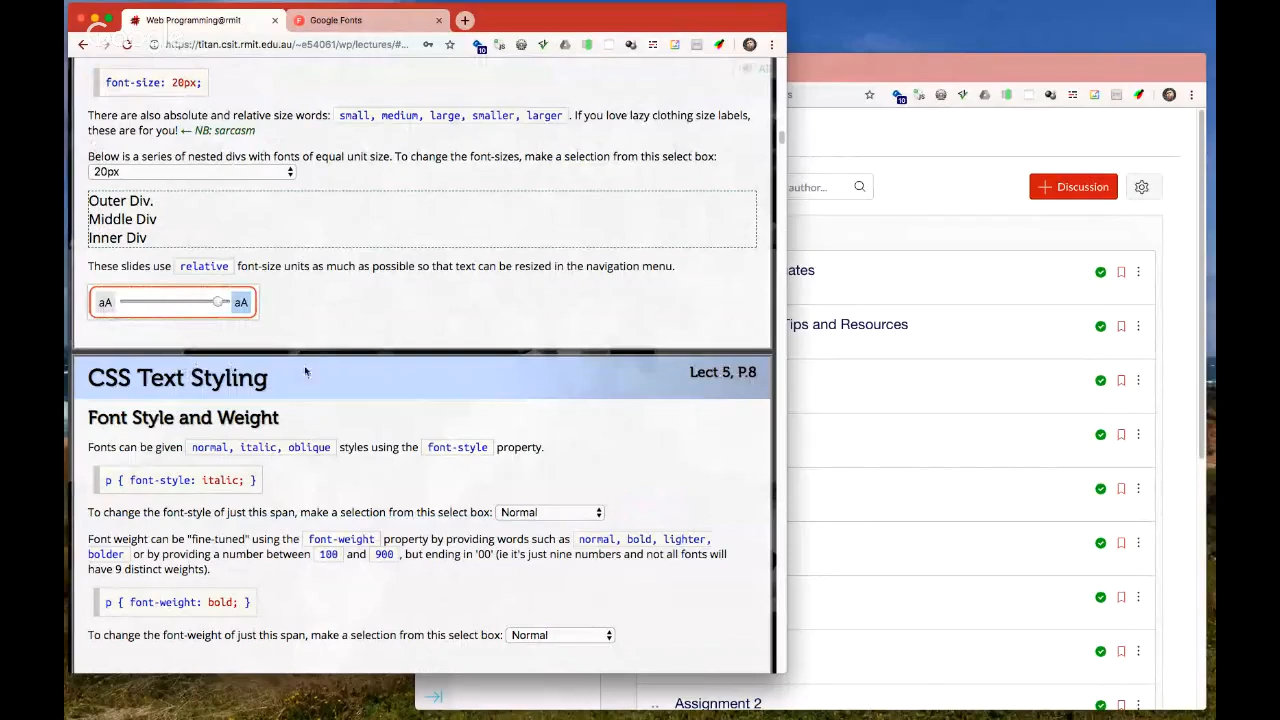 Web Programming@rmit
Google Fonts
https://titan.csit.rmit.edu.au/~e54061/wp/lectures/#...
10
font-size: 20px;
There are also absolute and relative size words: small, medium, large, smaller, larger . If you love lazy clothing size labels,
these are for you! ← NB: sarcasm
Below is a series of nested divs with fonts of equal unit size. To change the font-sizes, make a selection from this select box:
20px
Outer Div.
Middle Div
Inner Div
These slides use relative font-size units as much as possible so that text can be resized in the navigation menu.
aA aA
CSS Text Styling
Lect 5, P.8
Font Style and Weight
Fonts can be given normal, italic, oblique styles using the font-style property.
p { font-style: italic; }
To change the font-style of just this span, make a selection from this select box: Normal
Font weight can be "fine-tuned" using the font-weight property by providing words such as normal, bold, lighter,
bolder or by providing a number between 100 and 900 , but ending in '00' (ie it's just nine numbers and not all fonts will
have 9 distinct weights).
p { font-weight: bold; }
To change the font-weight of just this span, make a selection from this select box: Normal
10
author...
Discussion
ates
Tips and Resources
Assignment 2